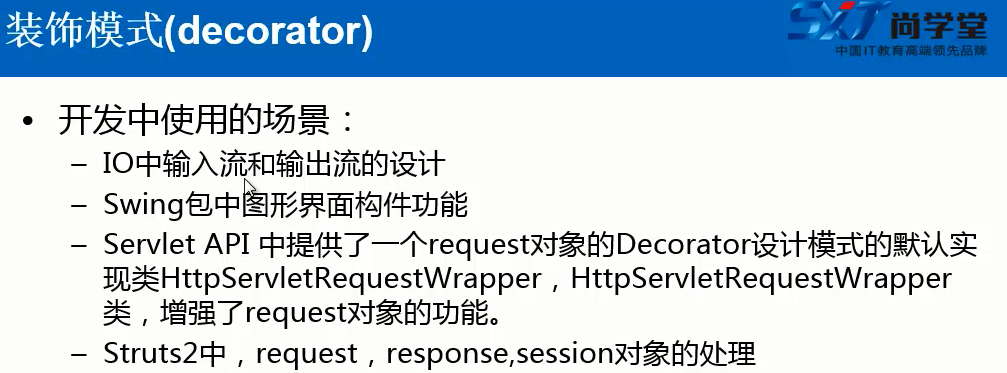 装饰模式(decorator)
SXT尚学堂
中国IT教育高端领先品牌
• 开发中使用的场景：
– IO中输入流和输出流的设计
– Swing包中图形界面构件功能
– Servlet API 中提供了一个request对象的Decorator设计模式的默认实
现类HttpServletRequestWrapper，HttpServletRequestWrapper
类，增强了request对象的功能。
– Struts2中，request，response,session对象的处理